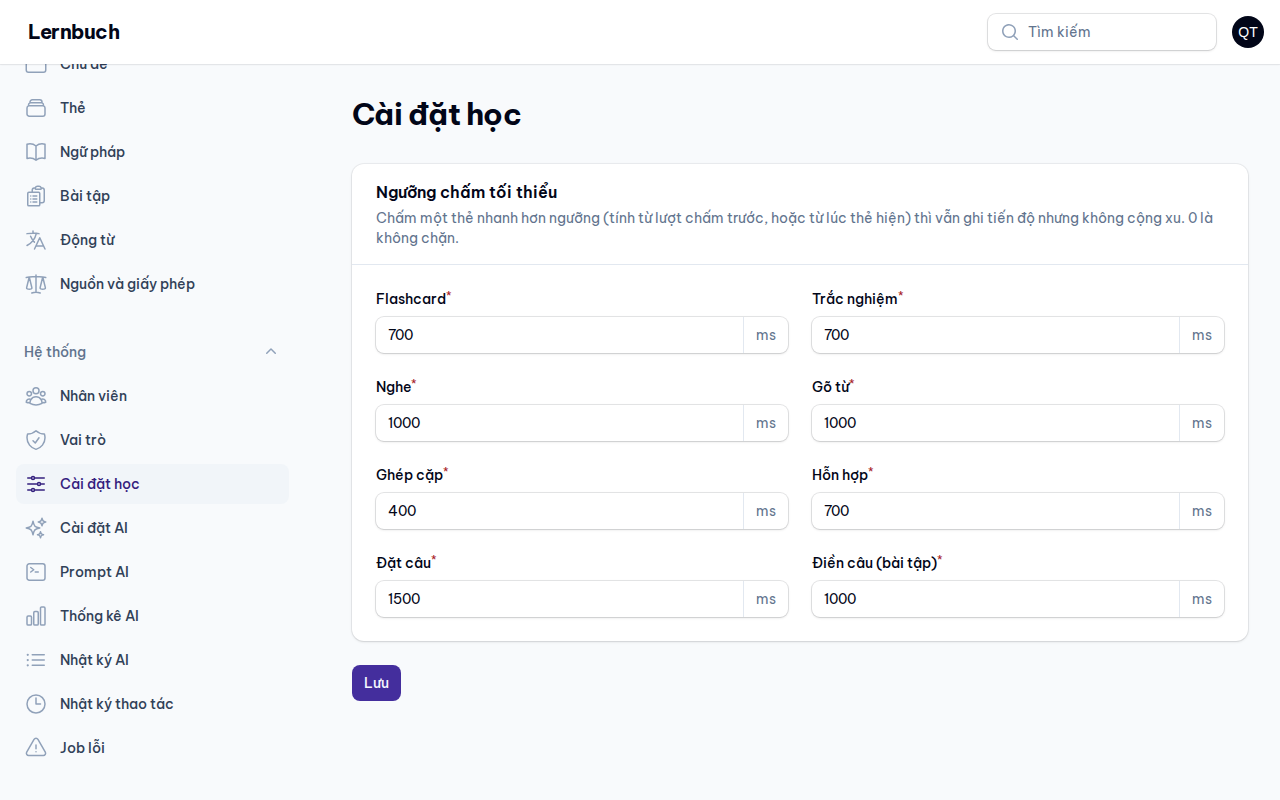 Lernbuch
Tìm kiếm
QT
Chủ đề
Thẻ
Ngữ pháp
Bài tập
Động từ
Nguồn và giấy phép
Hệ thống
Nhân viên
Vai trò
Cài đặt học
Cài đặt AI
Prompt AI
Thống kê AI
Nhật ký AI
Nhật ký thao tác
Job lỗi
Cài đặt học
Ngưỡng chấm tối thiểu
Chấm một thẻ nhanh hơn ngưỡng (tính từ lượt chấm trước, hoặc từ lúc thẻ hiện) thì vẫn ghi tiến độ nhưng không cộng xu. 0 là
không chặn.
Flashcard*
700 ms
Trắc nghiệm*
700 ms
Nghe*
1000 ms
Gõ từ*
1000 ms
Ghép cặp*
400 ms
Hỗn hợp*
700 ms
Đặt câu*
1500 ms
Điền câu (bài tập)*
1000 ms
Lưu